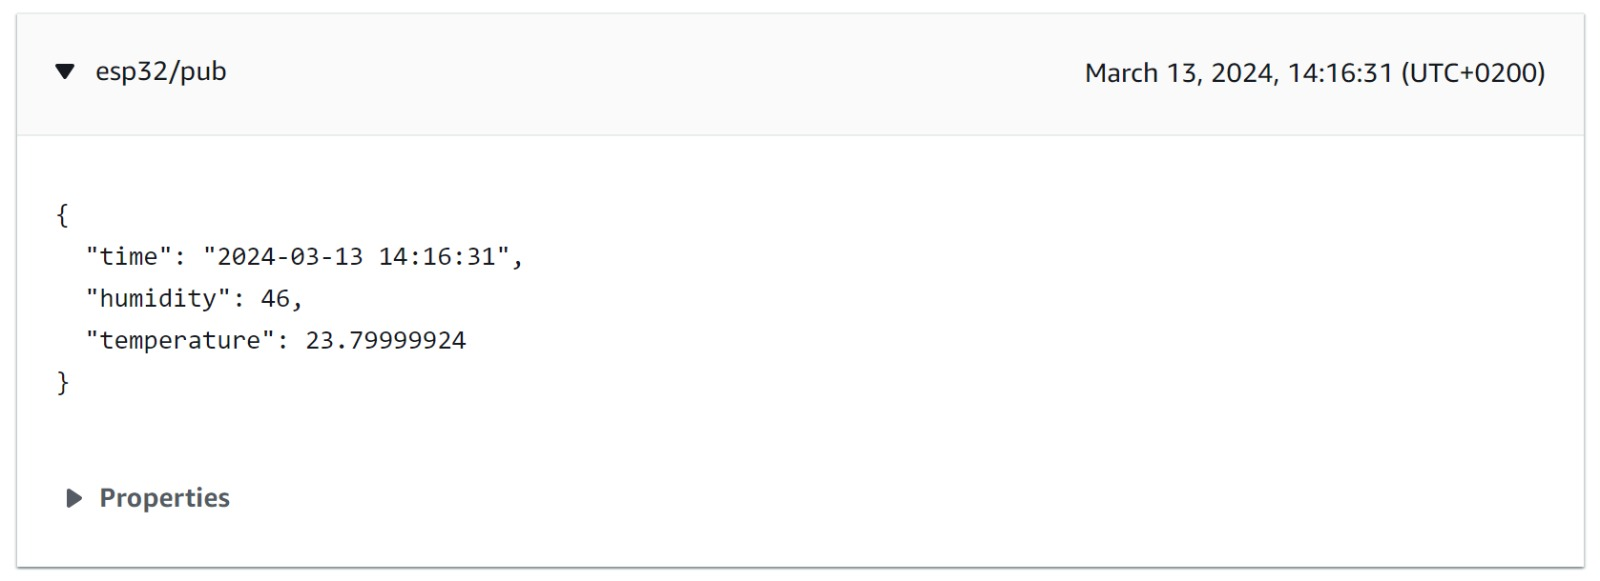 esp32/pub
March 13, 2024, 14:16:31 (UTC+0200)
{
"time": "2024-03-13 14:16:31",
"humidity": 46,
"temperature": 23.79999924
}
Properties